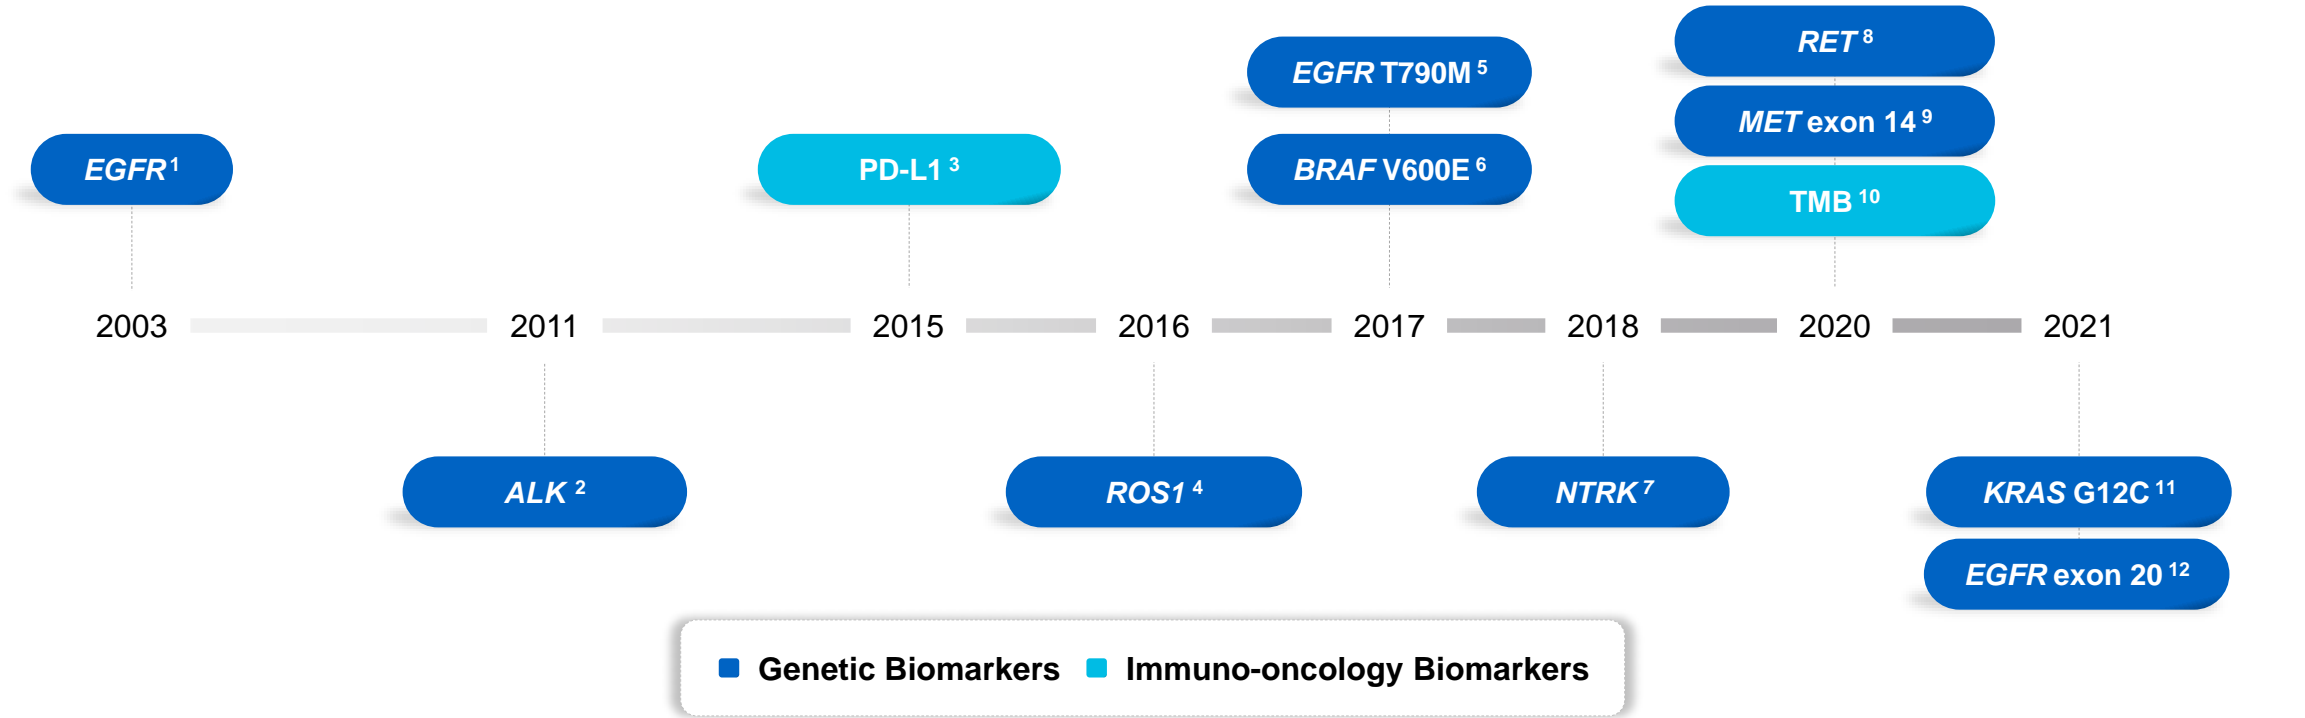 RET 8
EGFR T790M 5
MET exon 14 9
EGFR 1
PD-L1 3
BRAF V600E 6
TMB 10
2003 2011 2015 2016 2017 2018 2020 2021
ALK 2
ROS1 4
NTRK 7
KRAS G12C 11
EGFR exon 20 12
Genetic Biomarkers Immuno-oncology Biomarkers